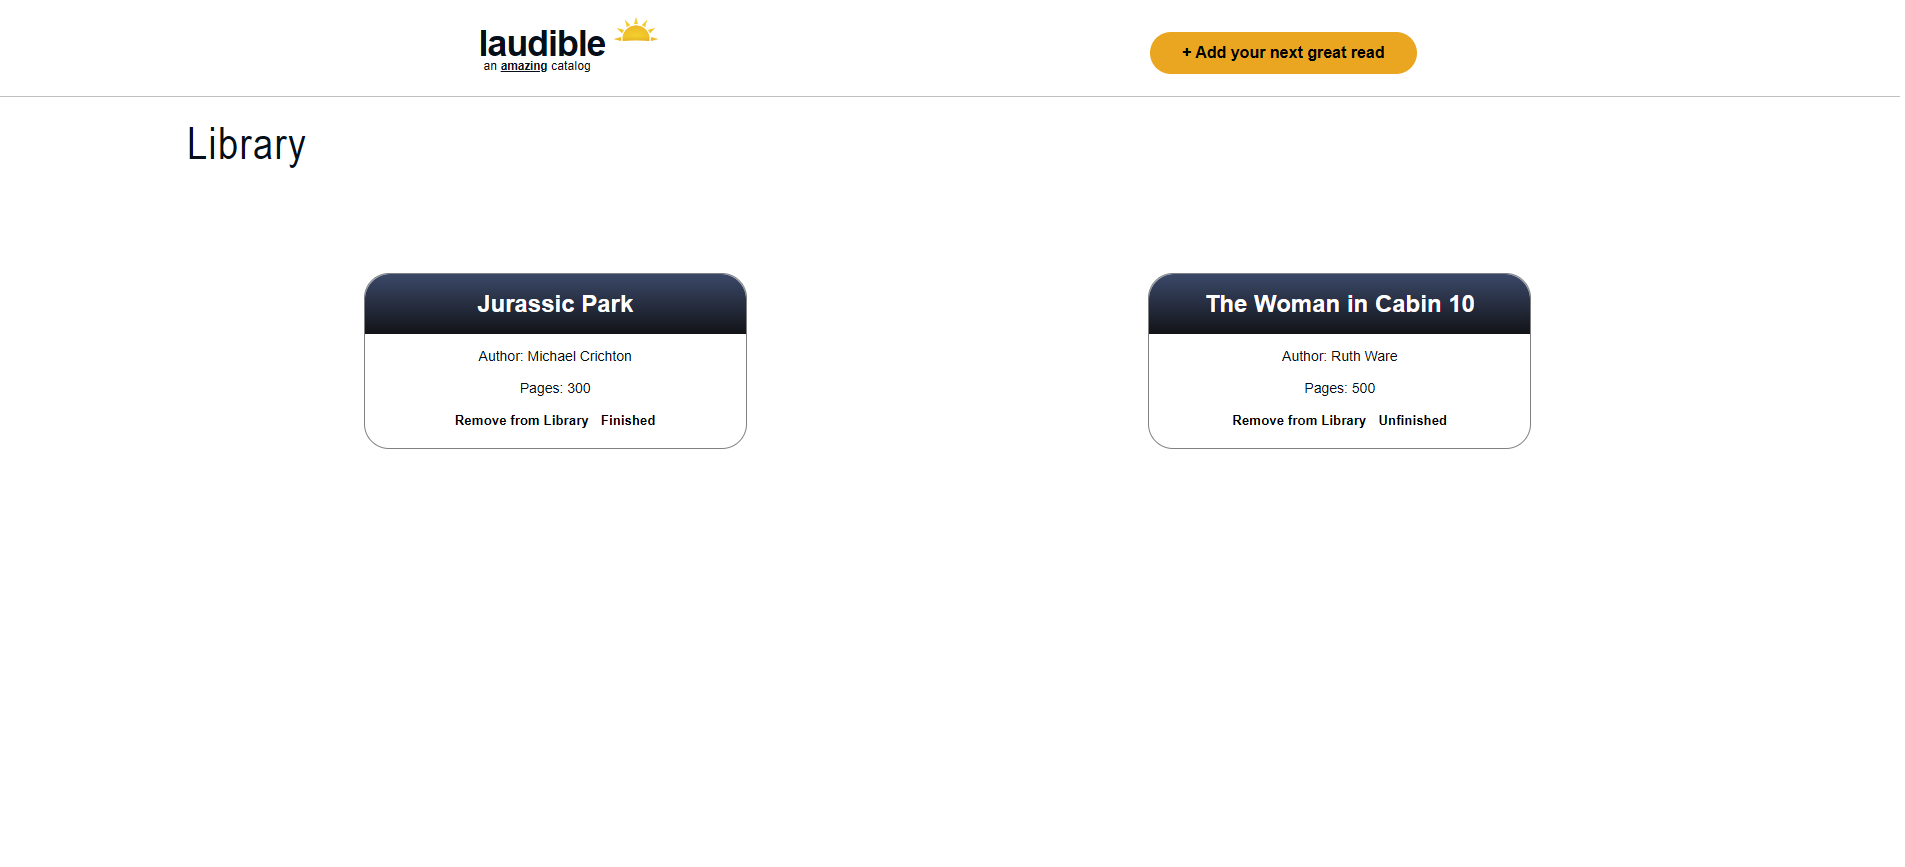 laudible
an amazing catalog
+ Add your next great read
Library
Jurassic Park
Author: Michael Crichton
Pages: 300
Remove from Library Finished
The Woman in Cabin 10
Author: Ruth Ware
Pages: 500
Remove from Library Unfinished